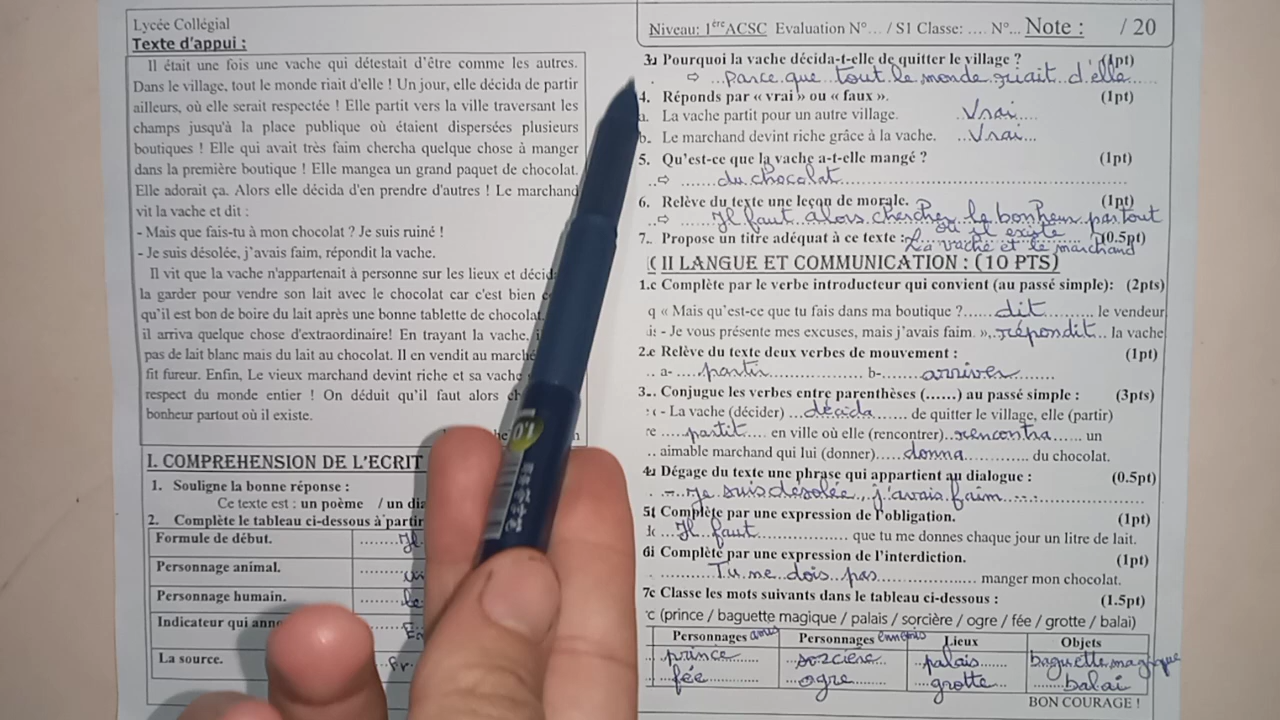 Lycée Collégial
Texte d'appui :
Il était une fois une vache qui détestait d'être comme les autres.
Dans le village, tout le monde riait d'elle ! Un jour, elle décida de partir
ailleurs, où elle serait respectée ! Elle partit vers la ville traversant les
champs jusqu'à la place publique où étaient dispersées plusieurs
boutiques ! Elle qui avait très faim chercha quelque chose à manger
dans la première boutique ! Elle mangea un grand paquet de chocolat.
Elle adorait ça. Alors elle décida d'en prendre d'autres ! Le marchand
vit la vache et dit :
- Mais que fais-tu à mon chocolat ? Je suis ruiné !
- Je suis désolée, j'avais faim, répondit la vache.
Il vit que la vache n'appartenait à personne sur les lieux et
la garder pour vendre son lait avec le chocolat car c'est bien
qu'il est bon de boire du lait après une bonne tablette de chocolat.
il arriva quelque chose d'extraordinaire! En trayant la vache,
pas de lait blanc mais du lait au chocolat. Il en vendit au marché
fit fureur. Enfin, Le vieux marchand devint riche et sa vache
respect du monde entier ! On déduit qu'il faut alors
bonheur partout où il existe.
I. COMPREHENSION DE L'ECRIT
1. Souligne la bonne réponse :
Ce texte est : un poème / un
2. Complète le tableau ci-dessous à
Formule de début.
Personnage animal.
Personnage humain.
Indicateur qui
La source.
Niveau: 1èreACSC Evaluation N°... / S1 Classe: .... N°... Note : / 20
3. Pourquoi la vache décida-t-elle de quitter le village ? (1pt)
⇨ ...parce que tout le monde riait d'elle......
4. Réponds par « vrai » ou « faux ». (1pt)
a. La vache partit pour un autre village. ..Vrai....
b. Le marchand devint riche grâce à la vache. ..Vrai...
5. Qu'est-ce que la vache a-t-elle mangé ? (1pt)
⇨ .......du chocolat......
6. Relève du texte une leçon de morale. (1pt)
⇨ ...Il faut alors chercher le bonheur partout
où il existe
7. Propose un titre adéquat à ce texte : La vache et le marchand (0.5pt)
II LANGUE ET COMMUNICATION : (10 PTS)
1. Complète par le verbe introducteur qui convient (au passé simple): (2pts)
« Mais qu'est-ce que tu fais dans ma boutique ?......dit......... le vendeur
- Je vous présente mes excuses, mais j'avais faim. »,..répondit.. la vache
2. Relève du texte deux verbes de mouvement : (1pt)
a- ....partir.................... b- .......arriver.......
3. Conjugue les verbes entre parenthèses (......) au passé simple : (3pts)
- La vache (décider) ...décida...... de quitter le village, elle (partir)
....partit.... en ville où elle (rencontrer)..rencontra...... un
aimable marchand qui lui (donner).....donna............. du chocolat.
4. Dégage du texte une phrase qui appartient au dialogue : (0.5pt)
- Je suis desolée, j'avais faim....
5. Complète par une expression de l'obligation. (1pt)
..Il faut............... que tu me donnes chaque jour un litre de lait.
6. Complète par une expression de l'interdiction. (1pt)
.........Tu me dois pas............... manger mon chocolat.
7. Classe les mots suivants dans le tableau ci-dessous : (1.5pt)
(prince / baguette magique / palais / sorcière / ogre / fée / grotte / balai)
Personnages amis Personnages ennemis Lieux Objets
prince sorcière palais baguette magique
fée ogre grotte balai
BON COURAGE !